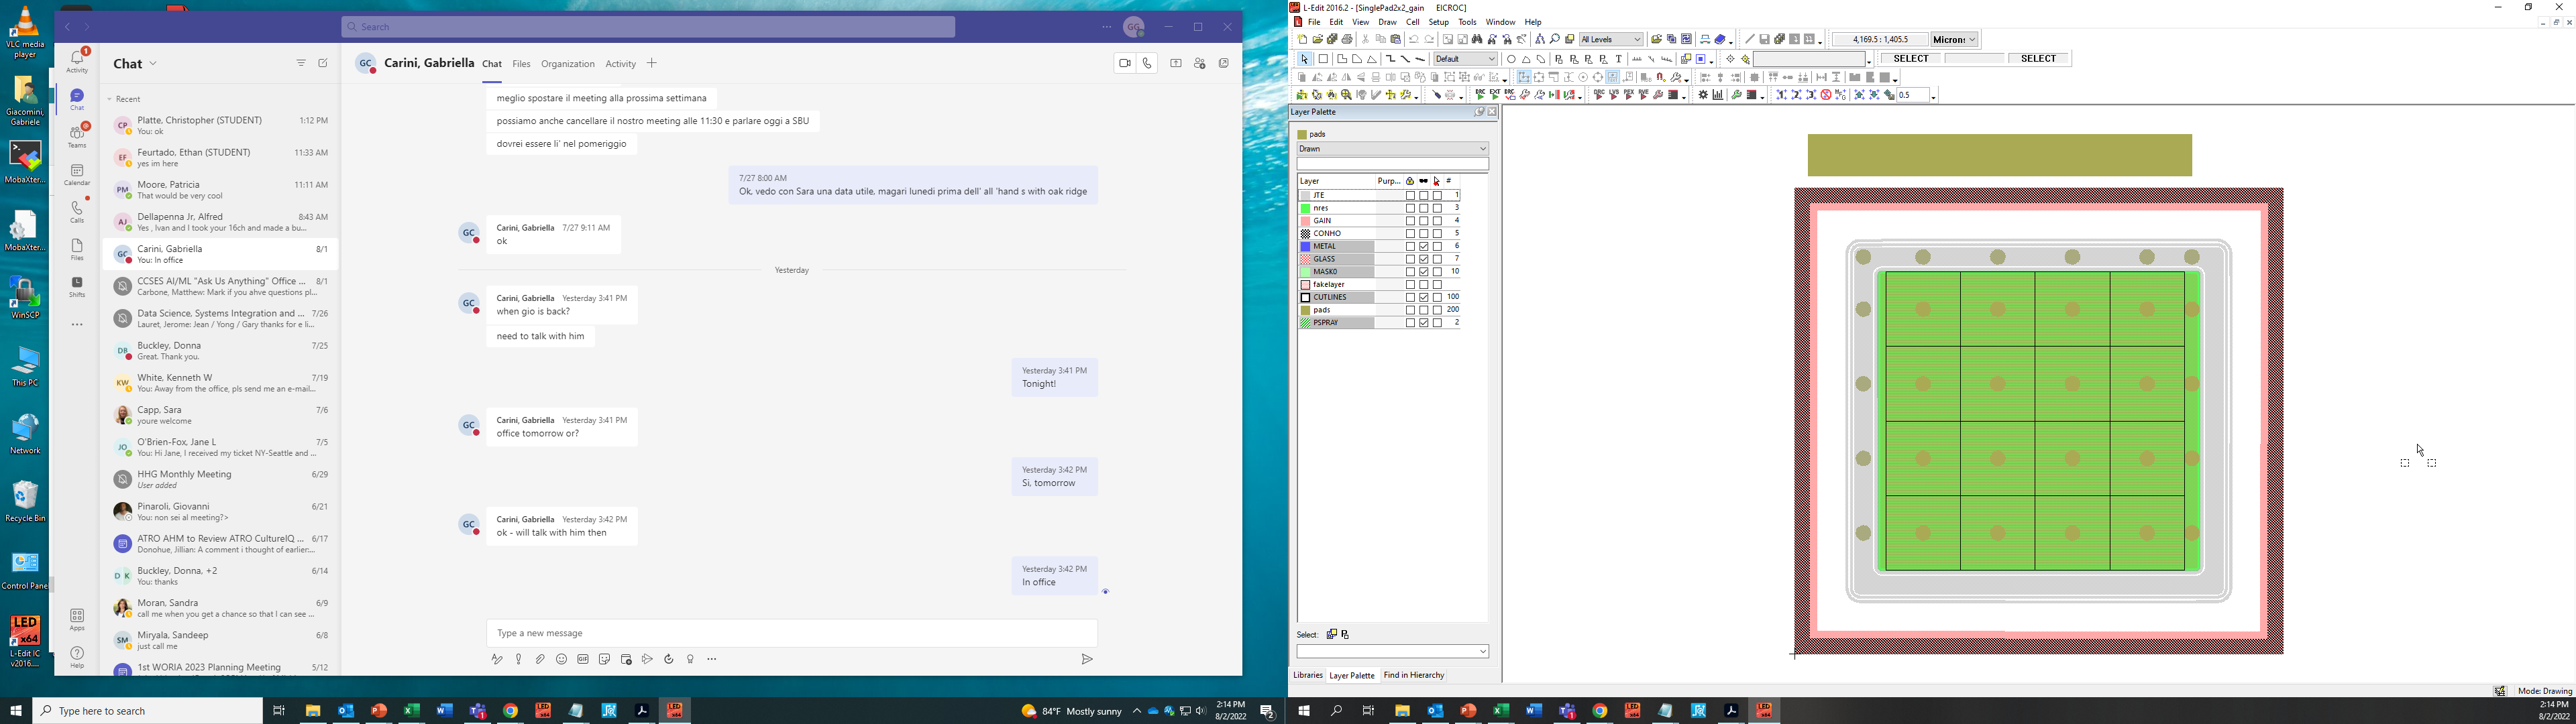 VLC media
player
Giacomini,
Gabriele
MobaXter...
MobaXter...
WinSCP
This PC
Network
Recycle Bin
Control Pane
L-Edit IC
v2016....
Search
GG
Activity
Chat
Teams
Calendar
Calls
Files
Shifts
Apps
Help
Chat
Recent
Platte, Christopher (STUDENT) 1:12 PM
You: ok
Feurtado, Ethan (STUDENT) 11:33 AM
yes im here
Moore, Patricia 11:11 AM
That would be very cool
Dellapenna Jr, Alfred 8:43 AM
Yes , Ivan and I took your 16ch and made a bu...
Carini, Gabriella 8/1
You: In office
CCSES AI/ML "Ask Us Anything" Office ... 8/1
Carbone, Matthew: Mark if you ahve questions pl...
Data Science, Systems Integration and ... 7/26
Lauret, Jerome: Jean / Yong / Gary thanks for e li...
Buckley, Donna 7/25
Great. Thank you.
White, Kenneth W 7/19
You: Away from the office, pls send me an e-mail...
Capp, Sara 7/6
youre welcome
O'Brien-Fox, Jane L 7/5
You: Hi Jane, I received my ticket NY-Seattle and ...
HHG Monthly Meeting 6/29
User added
Pinaroli, Giovanni 6/21
You: non sei al meeting?>
ATRO AHM to Review ATRO CultureIQ ... 6/17
Donohue, Jillian: A comment i thought of earlier:...
Buckley, Donna, +2 6/14
You: thanks
Moran, Sandra 6/9
call me when you get a chance so that I can see ...
Miryala, Sandeep 6/8
just call me
1st WORIA 2023 Planning Meeting 5/12
GC Carini, Gabriella Chat Files Organization Activity
meglio spostare il meeting alla prossima settimana
possiamo anche cancellare il nostro meeting alle 11:30 e parlare oggi a SBU
dovrei essere li' nel pomeriggio
7/27 8:00 AM
Ok, vedo con Sara una data utile, magari lunedi prima dell' all 'hand s with oak ridge
Carini, Gabriella 7/27 9:11 AM
ok
Yesterday
Carini, Gabriella Yesterday 3:41 PM
when gio is back?
need to talk with him
Yesterday 3:41 PM
Tonight!
Carini, Gabriella Yesterday 3:41 PM
office tomorrow or?
Yesterday 3:42 PM
Si, tomorrow
Carini, Gabriella Yesterday 3:42 PM
ok - will talk with him then
Yesterday 3:42 PM
In office
Type a new message
Type here to search
84°F Mostly sunny
2:14 PM
8/2/2022
L-Edit 2016.2 - [SinglePad2x2_gain EICROC]
File Edit View Draw Cell Setup Tools Window Help
All Levels
4,169.5 : 1,405.5
Microns
Default
SELECT
SELECT
0.5
Layer Palette
pads
Drawn
Layer Purp... #
JTE 1
nres 3
GAIN 4
CONHO 5
METAL 6
GLASS 7
MASK0 10
fakelayer
CUTLINES 100
pads 200
PSPRAY 2
Select:
Libraries Layer Palette Find in Hierarchy
Mode: Drawing
2:14 PM
8/2/2022